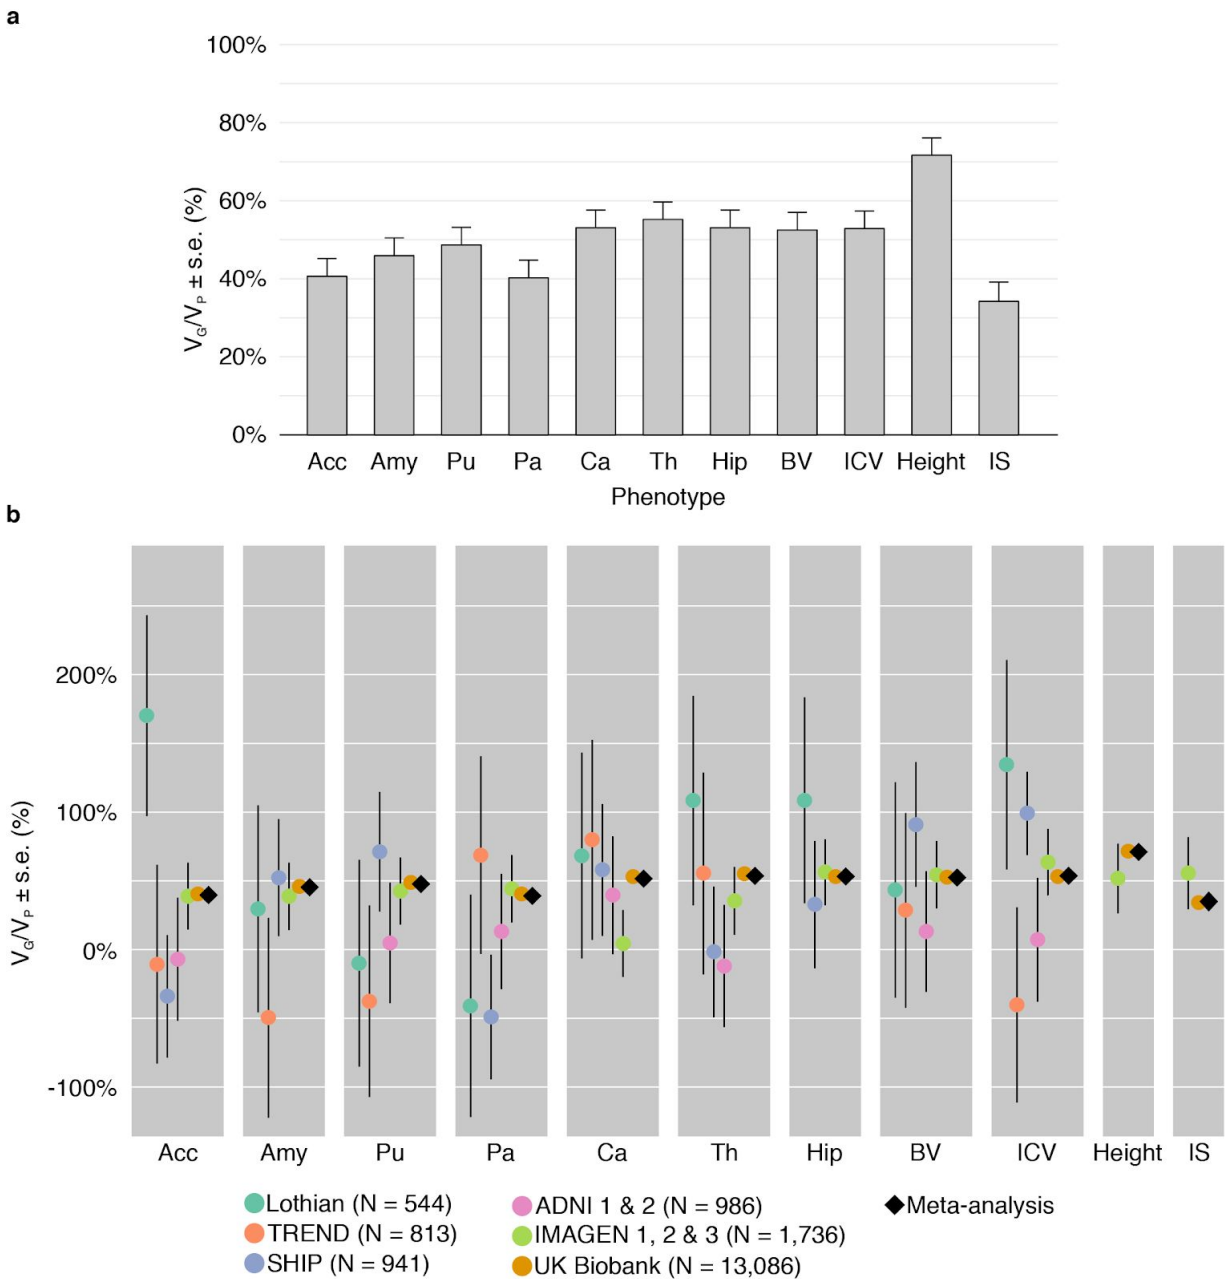 a
100%
80%
60%
40%
20%
0%
VG/VP ± s.e. (%)
Acc Amy Pu Pa Ca Th Hip BV ICV Height IS
Phenotype
b
200%
100%
0%
-100%
VG/VP ± s.e. (%)
Acc Amy Pu Pa Ca Th Hip BV ICV Height IS
Lothian (N = 544)
TREND (N = 813)
SHIP (N = 941)
ADNI 1 & 2 (N = 986)
IMAGEN 1, 2 & 3 (N = 1,736)
UK Biobank (N = 13,086)
Meta-analysis